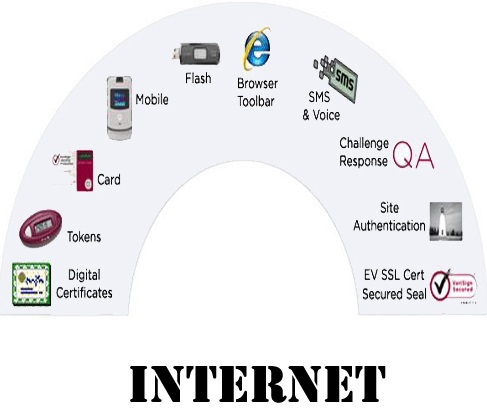 Flash
Browser
Toolbar
SMS
SMS
& Voice
Mobile
Challenge
Response QA
Card
Site
Authentication
Tokens
Digital
Certificates
EV SSL Cert
Secured Seal
VeriSign
Secured
INTERNET